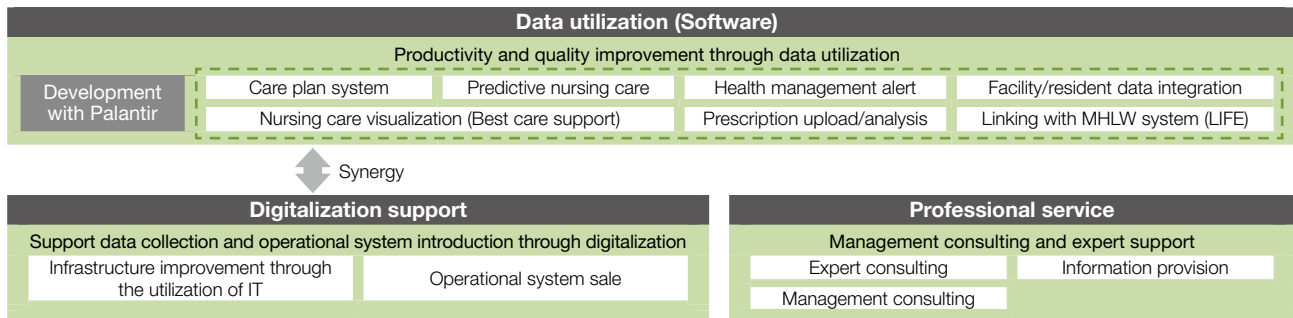 Data utilization (Software)
Productivity and quality improvement through data utilization
Development
with Palantir
Care plan system
Predictive nursing care
Health management alert
Facility/resident data integration
Nursing care visualization (Best care support)
Prescription upload/analysis
Linking with MHLW system (LIFE)
Synergy
Digitalization support
Support data collection and operational system introduction through digitalization
Infrastructure improvement through
the utilization of IT
Operational system sale
Professional service
Management consulting and expert support
Expert consulting
Information provision
Management consulting